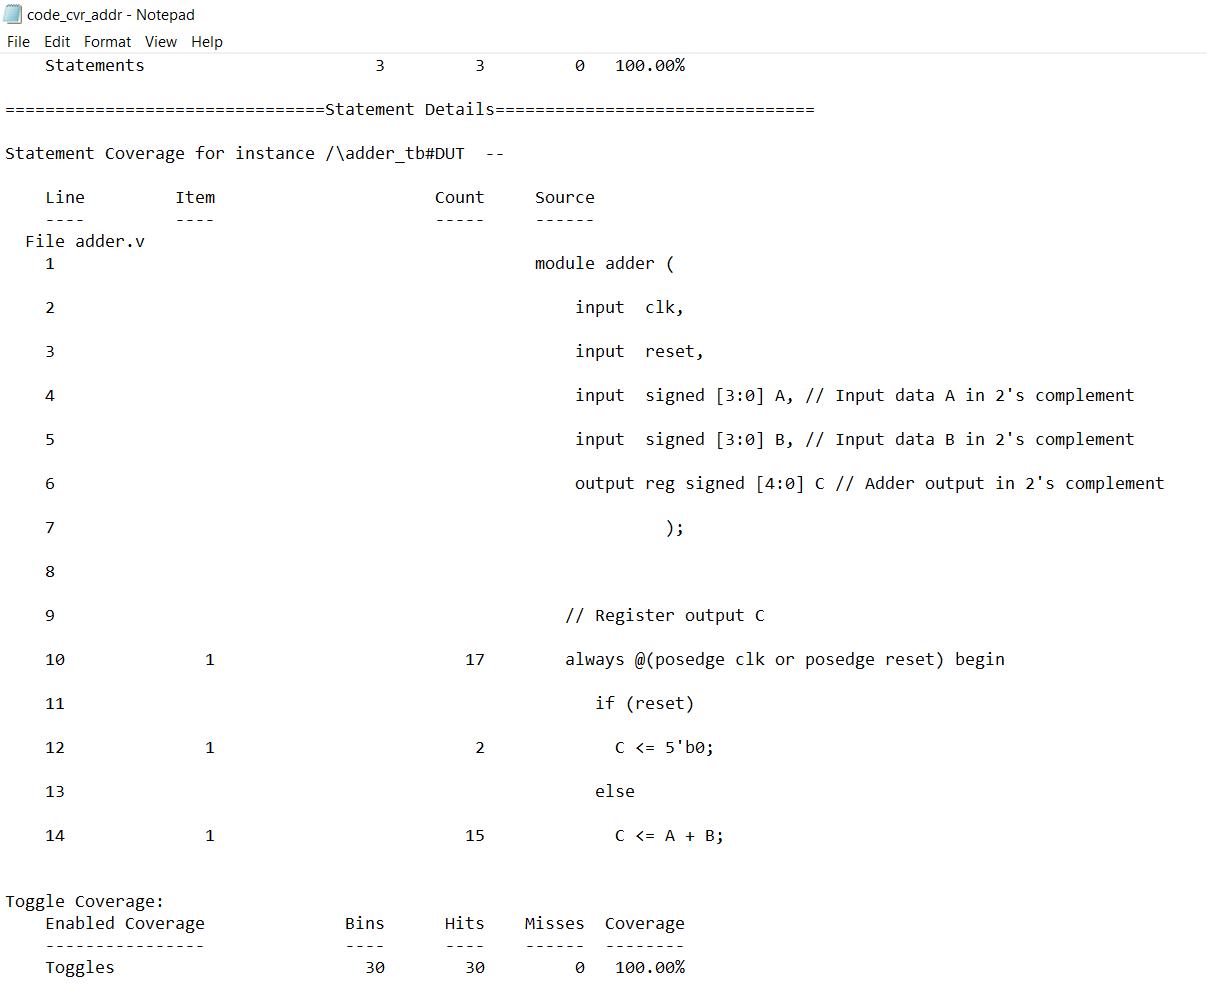 code_cvr_addr - Notepad
File Edit Format View Help
Statements 3 3 0 100.00%
================================Statement Details================================
Statement Coverage for instance /\adder_tb#DUT --
Line Item Count Source
---- ---- ----- ------
File adder.v
1 module adder (
2 input clk,
3 input reset,
4 input signed [3:0] A, // Input data A in 2's complement
5 input signed [3:0] B, // Input data B in 2's complement
6 output reg signed [4:0] C // Adder output in 2's complement
7 );
8
9 // Register output C
10 1 17 always @(posedge clk or posedge reset) begin
11 if (reset)
12 1 2 C <= 5'b0;
13 else
14 1 15 C <= A + B;
Toggle Coverage:
Enabled Coverage Bins Hits Misses Coverage
---------------- ---- ---- ------ --------
Toggles 30 30 0 100.00%